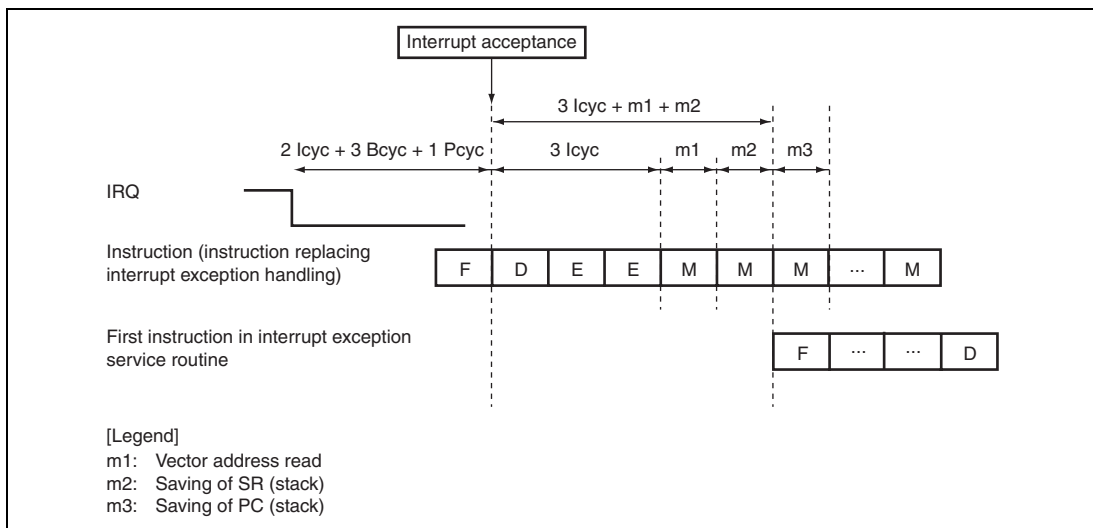 Interrupt acceptance
3 Icyc + m1 + m2
2 Icyc + 3 Bcyc + 1 Pcyc
3 Icyc
m1
m2
m3
IRQ
Instruction (instruction replacing
interrupt exception handling)
F D E E M M M ... M
First instruction in interrupt exception
service routine
F ... ... D
[Legend]
m1: Vector address read
m2: Saving of SR (stack)
m3: Saving of PC (stack)